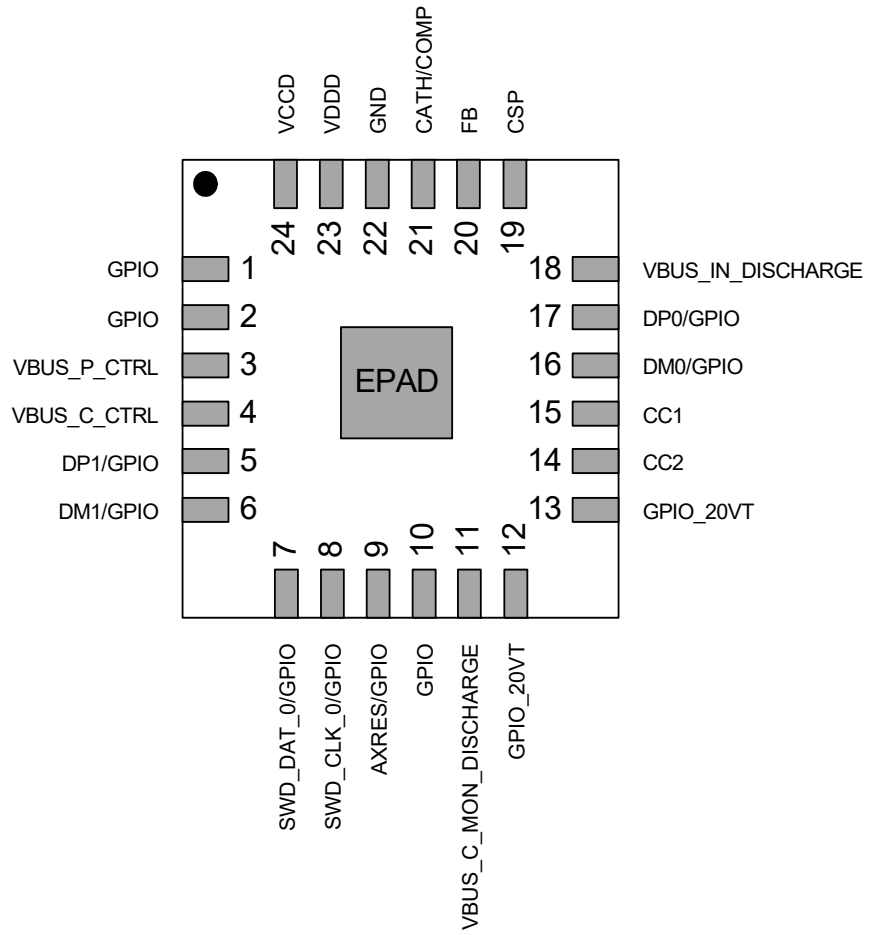 VCCD
VDDD
GND
CATH/COMP
FB
CSP
24
23
22
21
20
19
GPIO
1
GPIO
2
VBUS_P_CTRL
3
VBUS_C_CTRL
4
DP1/GPIO
5
DM1/GPIO
6
EPAD
18
VBUS_IN_DISCHARGE
17
DP0/GPIO
16
DM0/GPIO
15
CC1
14
CC2
13
GPIO_20VT
7
8
9
10
11
12
SWD_DAT_0/GPIO
SWD_CLK_0/GPIO
AXRES/GPIO
GPIO
VBUS_C_MON_DISCHARGE
GPIO_20VT